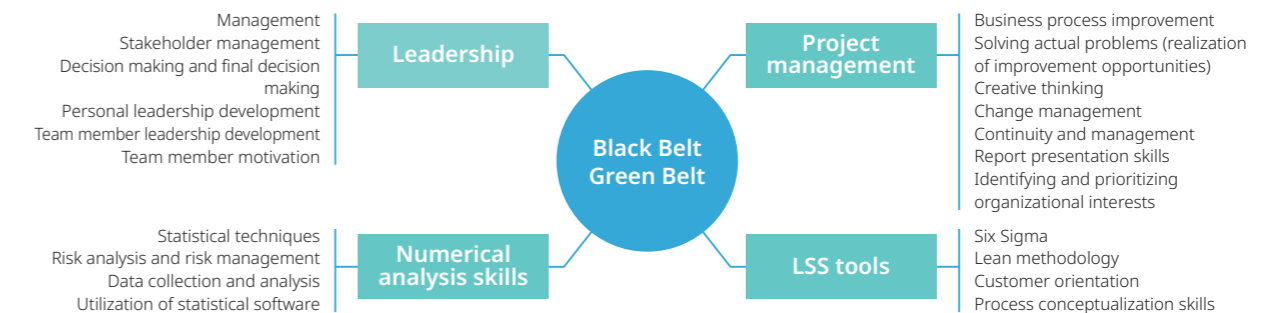 Management
Stakeholder management
Decision making and final decision
making
Personal leadership development
Team member leadership development
Team member motivation
Leadership
Project
management
Business process improvement
Solving actual problems (realization
of improvement opportunities)
Creative thinking
Change management
Continuity and management
Report presentation skills
Identifying and prioritizing
organizational interests
Black Belt
Green Belt
Statistical techniques
Risk analysis and risk management
Data collection and analysis
Utilization of statistical software
Numerical
analysis skills
LSS tools
Six Sigma
Lean methodology
Customer orientation
Process conceptualization skills